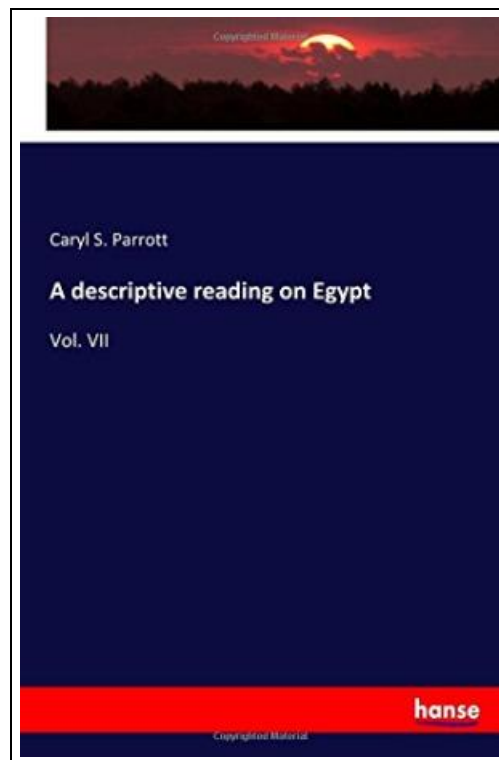 Copyrighted Material
Caryl S. Parrott
A descriptive reading on Egypt
Vol. VII
hanse
Copyrighted Material